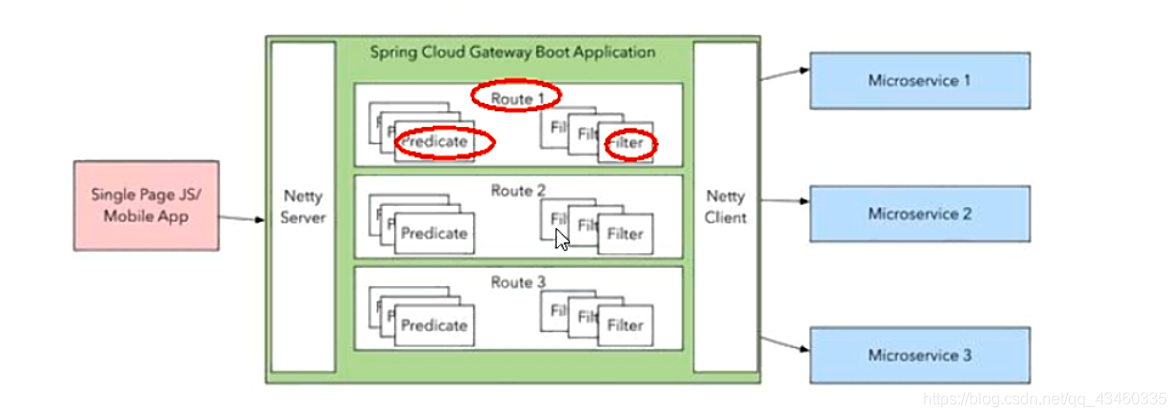 Spring Cloud Gateway Boot Application
Single Page JS/
Mobile App
Netty
Server
Route 1
Predicate
Fil
Filt
Filter
Route 2
Predicate
Fil
Filt
Filter
Route 3
Predicate
Fil
Filt
Filter
Netty
Client
Microservice 1
Microservice 2
Microservice 3
https://blog.csdn.net/qq_43460335